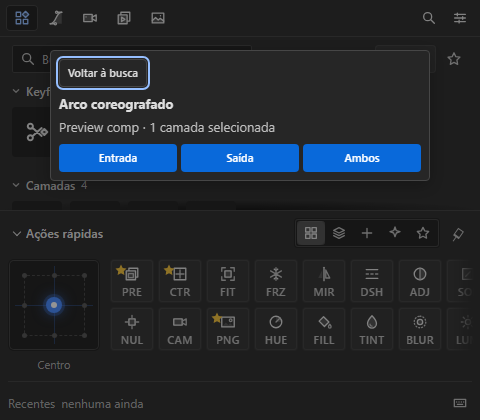 Voltar à busca
Arco coreografado
Preview comp · 1 camada selecionada
Entrada Saída Ambos
Camadas 4
Ações rápidas
PRE CTR FIT FRZ MIR DSH ADJ
NUL CAM PNG HUE FILL TINT BLUR
Centro
Recentes nenhuma ainda